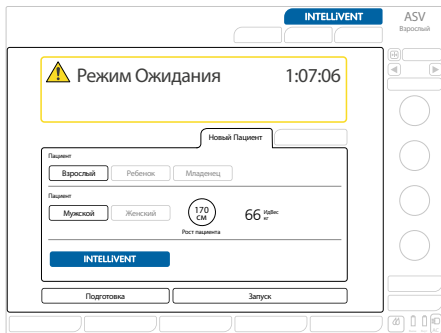 INTELLiVENT
ASV
Взрослый
Режим Ожидания 1:07:06
Новый Пациент
Пациент
Взрослый Ребенок Младенец
Пациент
Мужской Женский 170 см 66 ИдВес кг
Рост пациента
INTELLiVENT
Подготовка Запуск